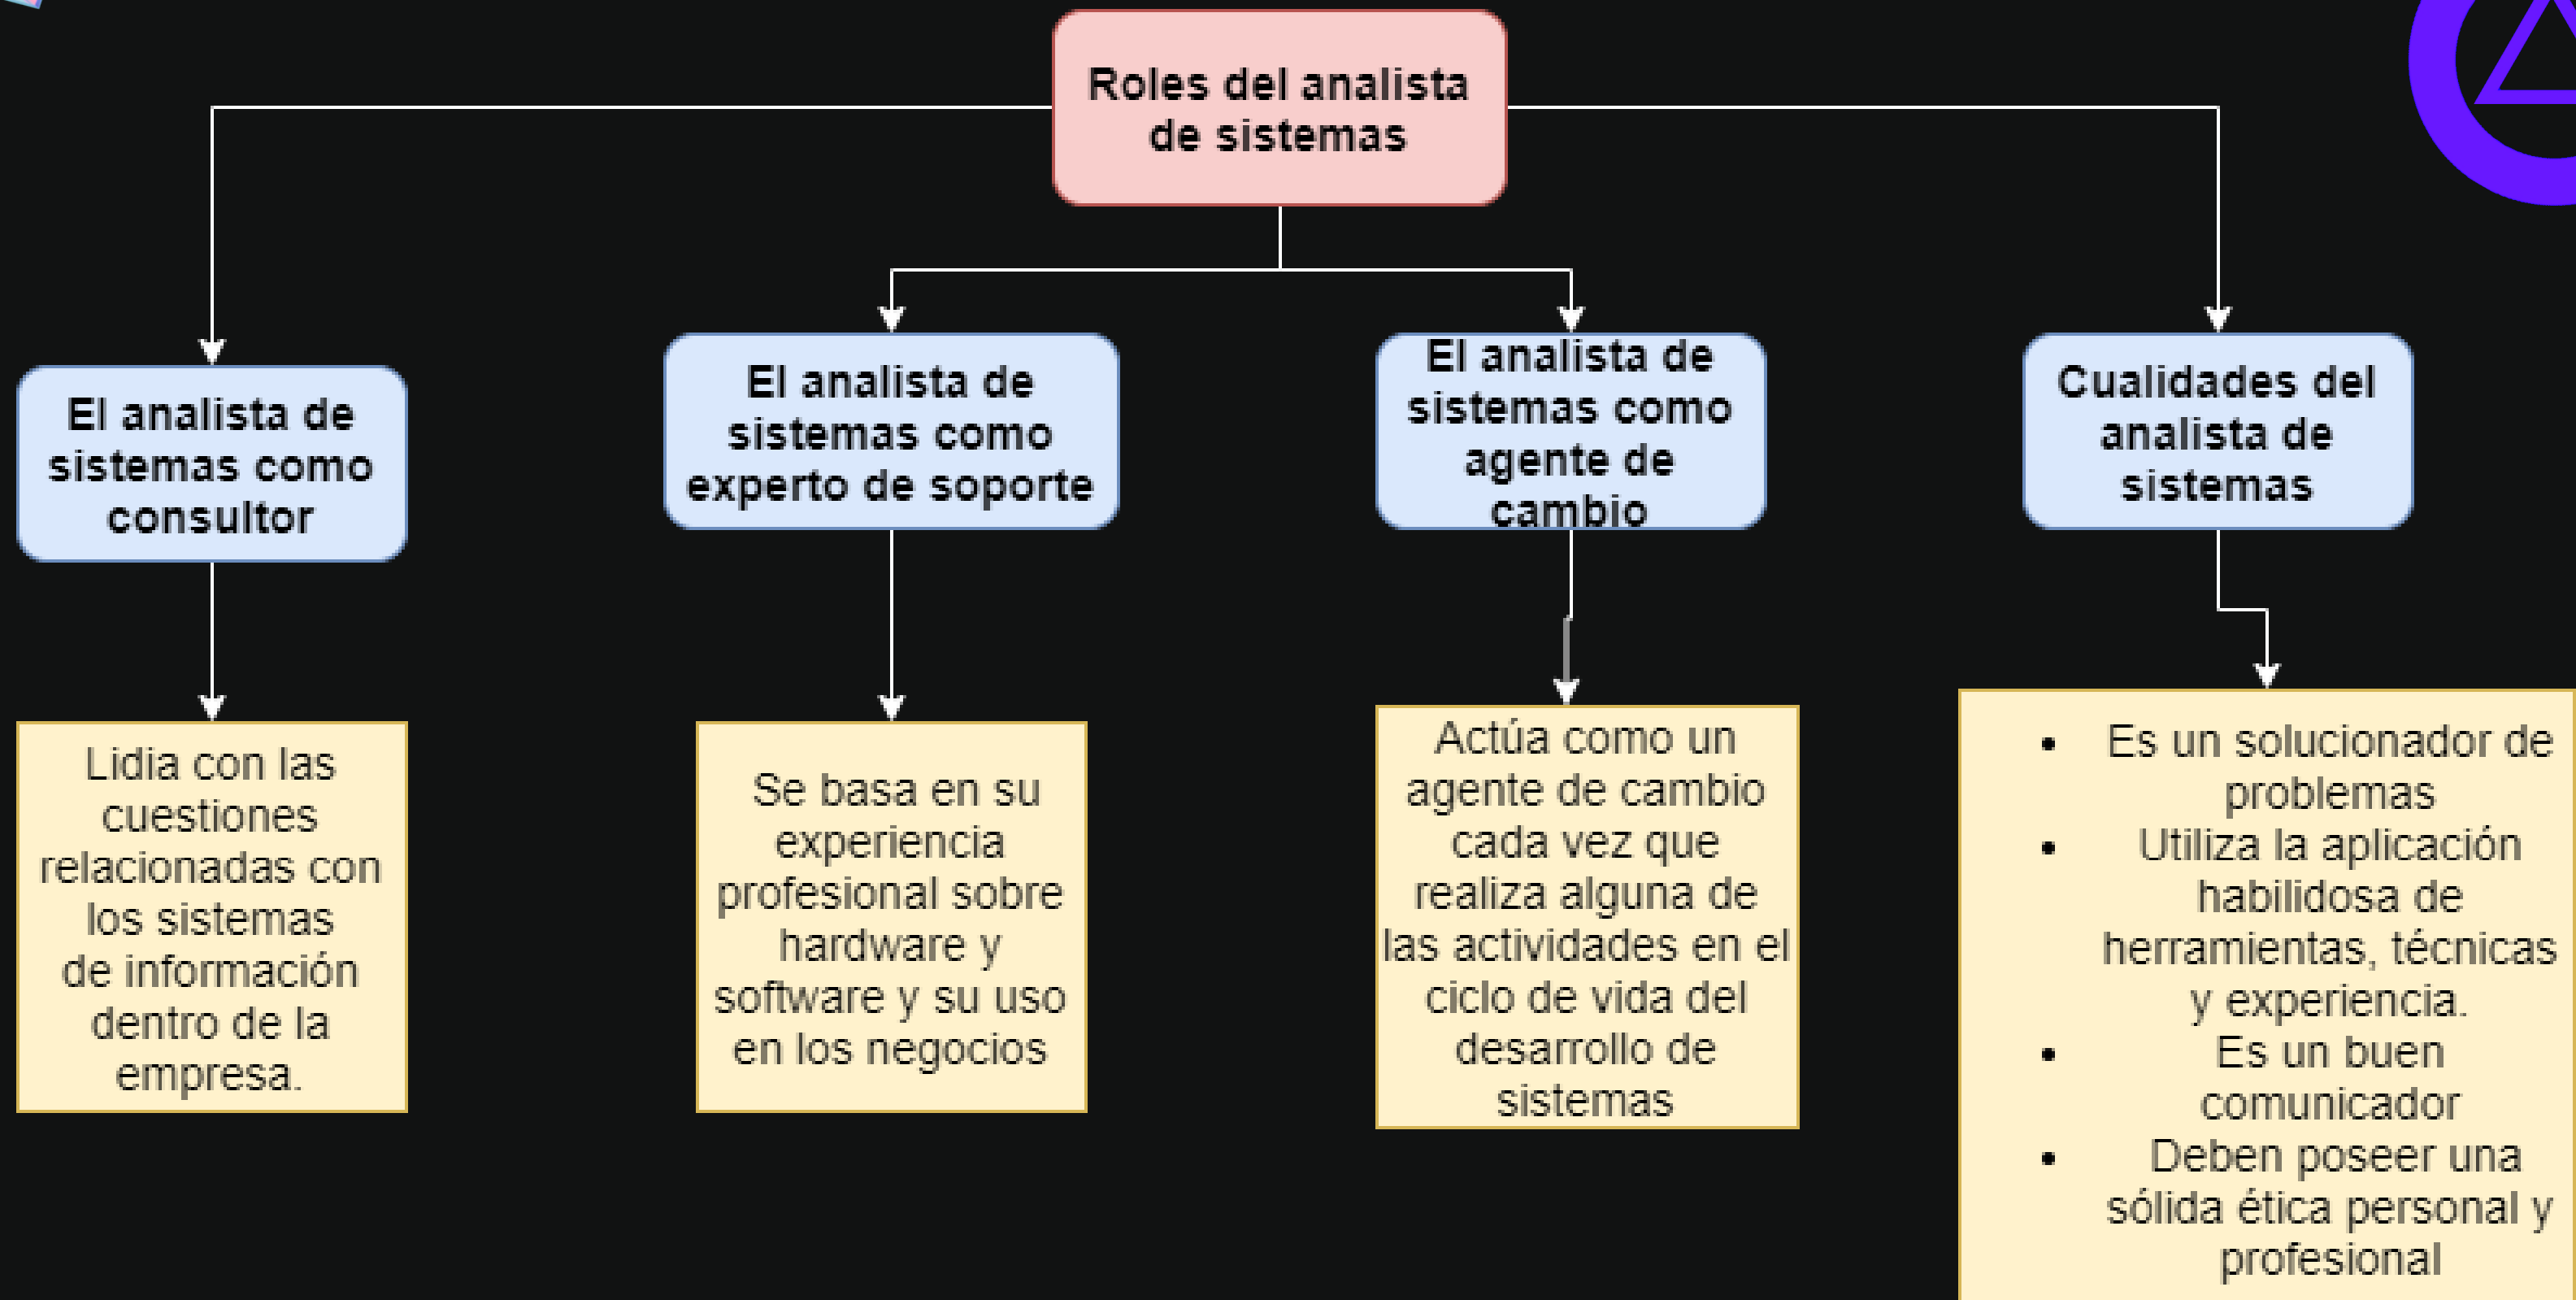 Roles del analista
de sistemas
El analista de
sistemas como
consultor
El analista de
sistemas como
experto de soporte
El analista de
sistemas como
agente de
cambio
Cualidades del
analista de
sistemas
Lidia con las
cuestiones
relacionadas con
los sistemas
de información
dentro de la
empresa.
Se basa en su
experiencia
profesional sobre
hardware y
software y su uso
en los negocios
Actúa como un
agente de cambio
cada vez que
realiza alguna de
las actividades en el
ciclo de vida del
desarrollo de
sistemas
• Es un solucionador de
problemas
• Utiliza la aplicación
habilidosa de
herramientas, técnicas
y experiencia.
• Es un buen
comunicador
• Deben poseer una
sólida ética personal y
profesional